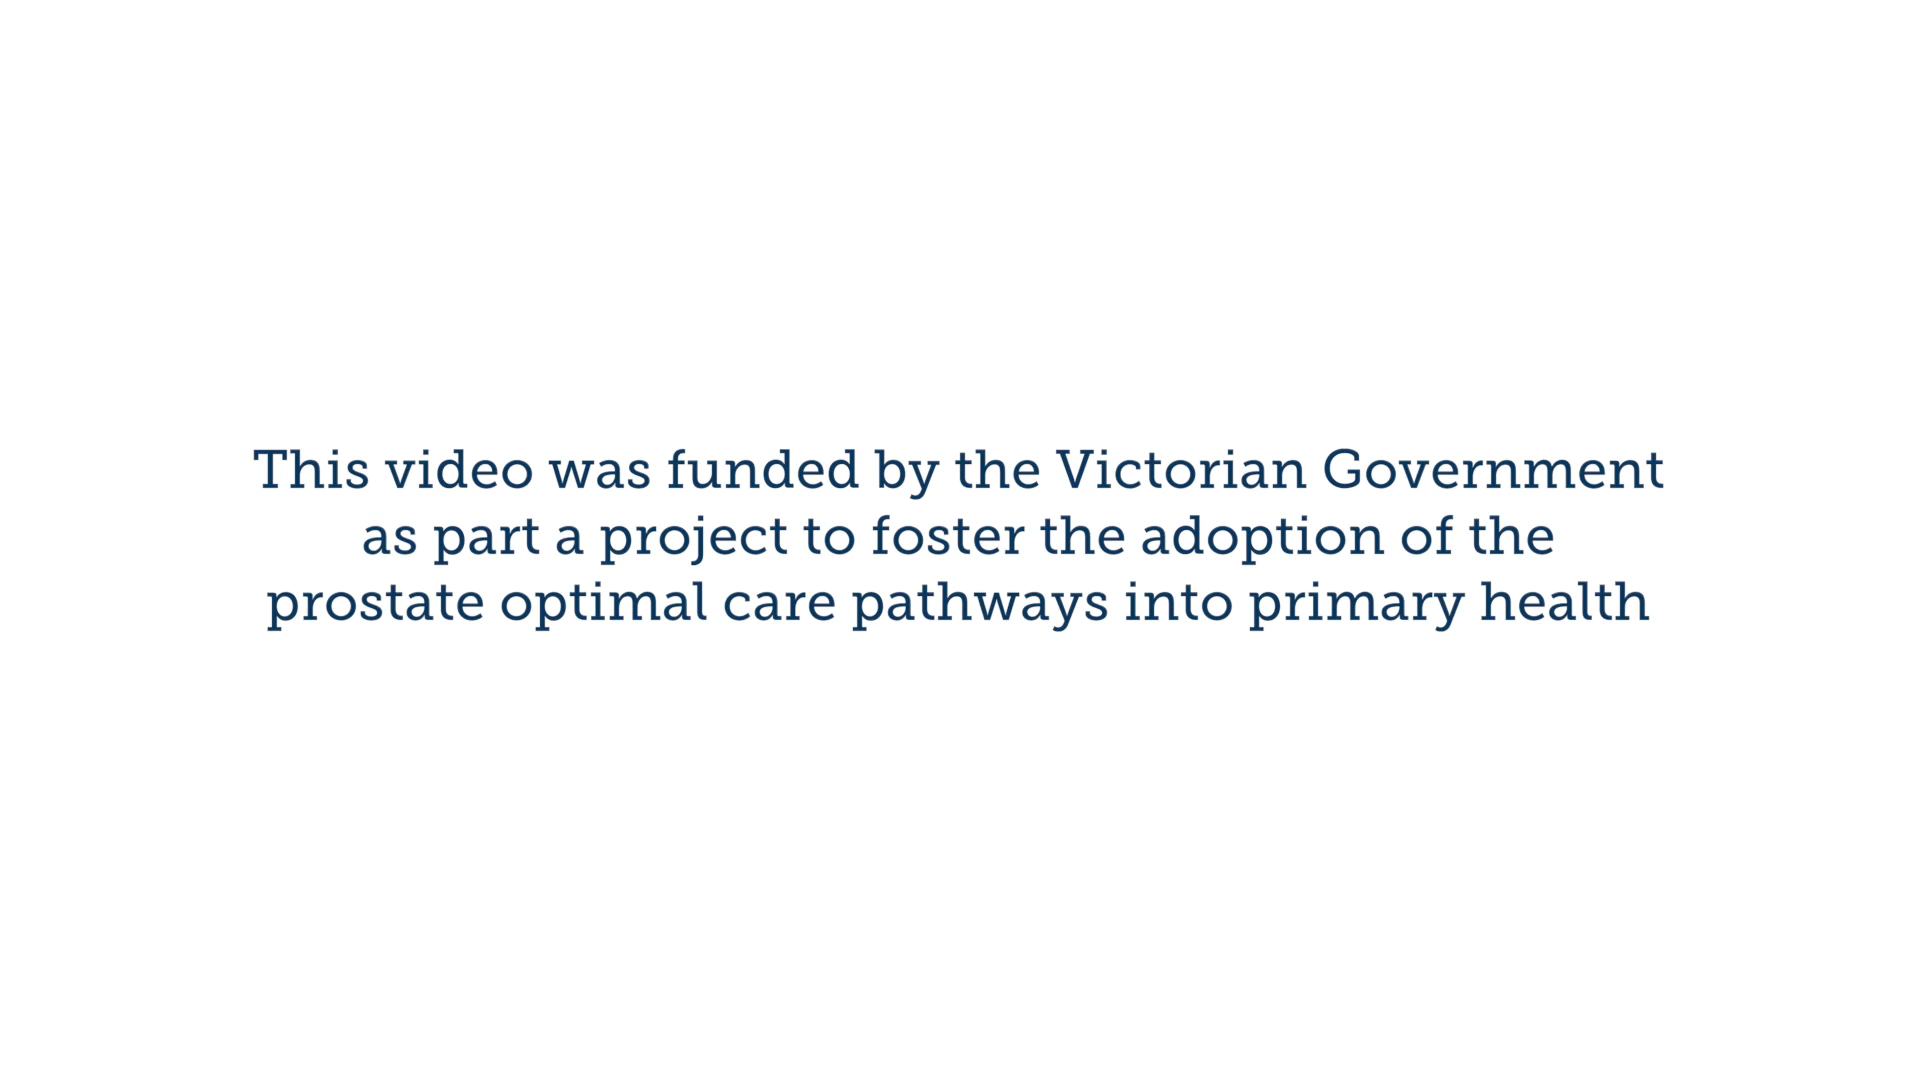 This video was funded by the Victorian Government
as part a project to foster the adoption of the
prostate optimal care pathways into primary health